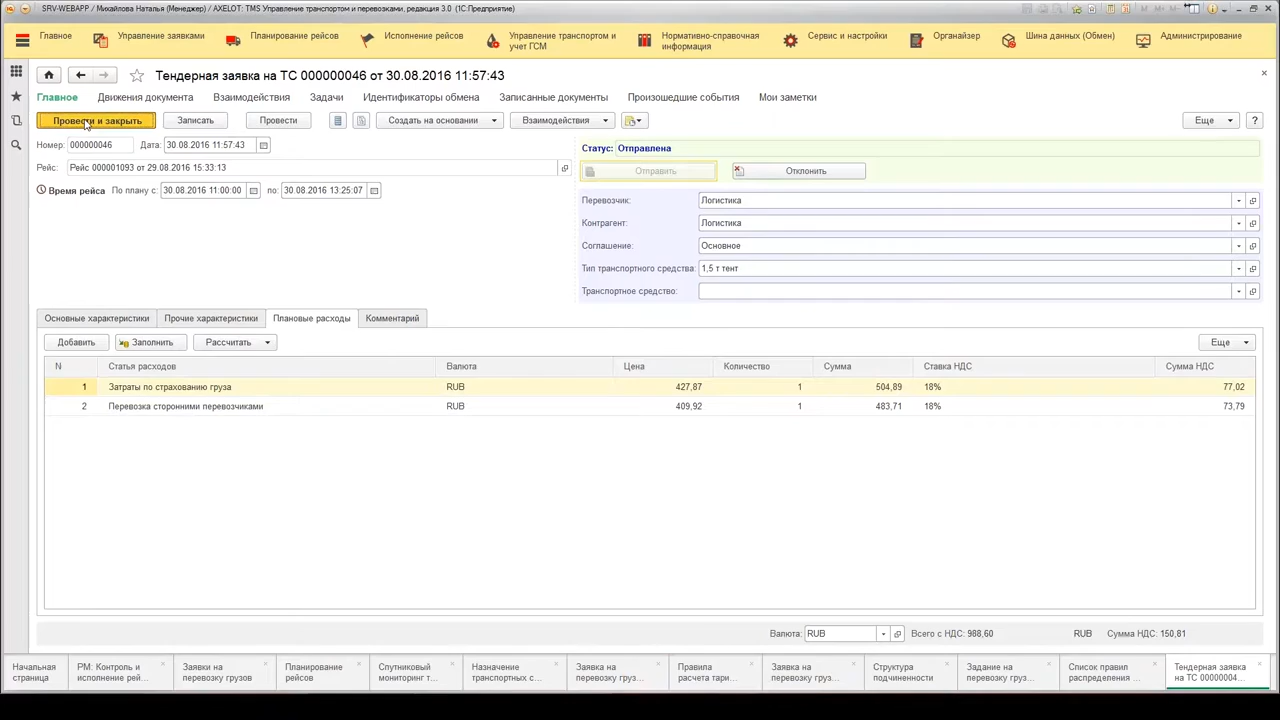 SRV-WEBAPP / Михайлова Наталья (Менеджер) / AXELOT: TMS Управление транспортом и перевозками, редакция 3.0 (1С:Предприятие)
M M+ M-
Главное
Управление заявками
Планирование рейсов
Исполнение рейсов
Управление транспортом и
учет ГСМ
Нормативно-справочная
информация
Сервис и настройки
Органайзер
Шина данных (Обмен)
Администрирование
Тендерная заявка на ТС 000000046 от 30.08.2016 11:57:43
Главное Движения документа Взаимодействия Задачи Идентификаторы обмена Записанные документы Произошедшие события Мои заметки
Провести и закрыть Записать Провести Создать на основании Взаимодействия Еще ?
Номер: 000000046 Дата: 30.08.2016 11:57:43
Рейс: Рейс 000001093 от 29.08.2016 15:33:13
Время рейса По плану с: 30.08.2016 11:00:00 по: 30.08.2016 13:25:07
Статус: Отправлена
Отправить Отклонить
Перевозчик: Логистика
Контрагент: Логистика
Соглашение: Основное
Тип транспортного средства: 1,5 т тент
Транспортное средство:
Основные характеристики Прочие характеристики Плановые расходы Комментарий
Добавить Заполнить Рассчитать Еще
N Статья расходов Валюта Цена Количество Сумма Ставка НДС Сумма НДС
1 Затраты по страхованию груза RUB 427,87 1 504,89 18% 77,02
2 Перевозка сторонними перевозчиками RUB 409,92 1 483,71 18% 73,79
Валюта: RUB Всего с НДС: 988,60 RUB Сумма НДС: 150,81
Начальная
страница
РМ: Контроль и
исполнение рей...
Заявки на
перевозку грузов
Планирование
рейсов
Спутниковый
мониторинг т...
Назначение
транспортных с...
Заявка на
перевозку груз...
Правила
расчета тари...
Заявка на
перевозку груз...
Структура
подчиненности
Задание на
перевозку груз...
Список правил
распределения ...
Тендерная заявка
на ТС 00000004...